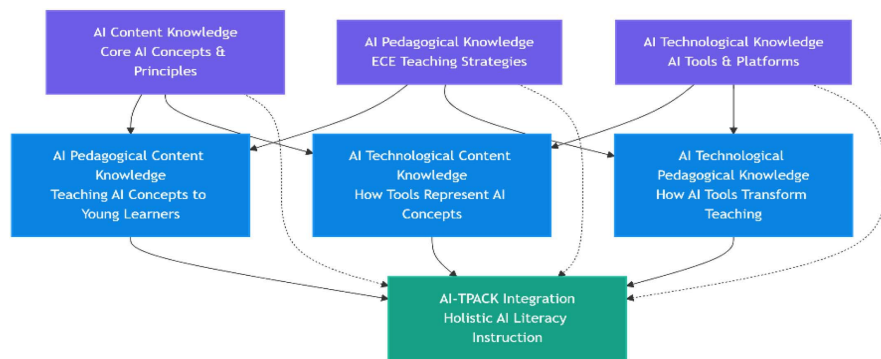 AI Content Knowledge
Core AI Concepts &
Principles
AI Pedagogical Knowledge
ECE Teaching Strategies
AI Technological Knowledge
AI Tools & Platforms
AI Pedagogical Content
Knowledge
Teaching AI Concepts to
Young Learners
AI Technological Content
Knowledge
How Tools Represent AI
Concepts
AI Technological
Pedagogical Knowledge
How AI Tools Transform
Teaching
AI-TPACK Integration
Holistic AI Literacy
Instruction